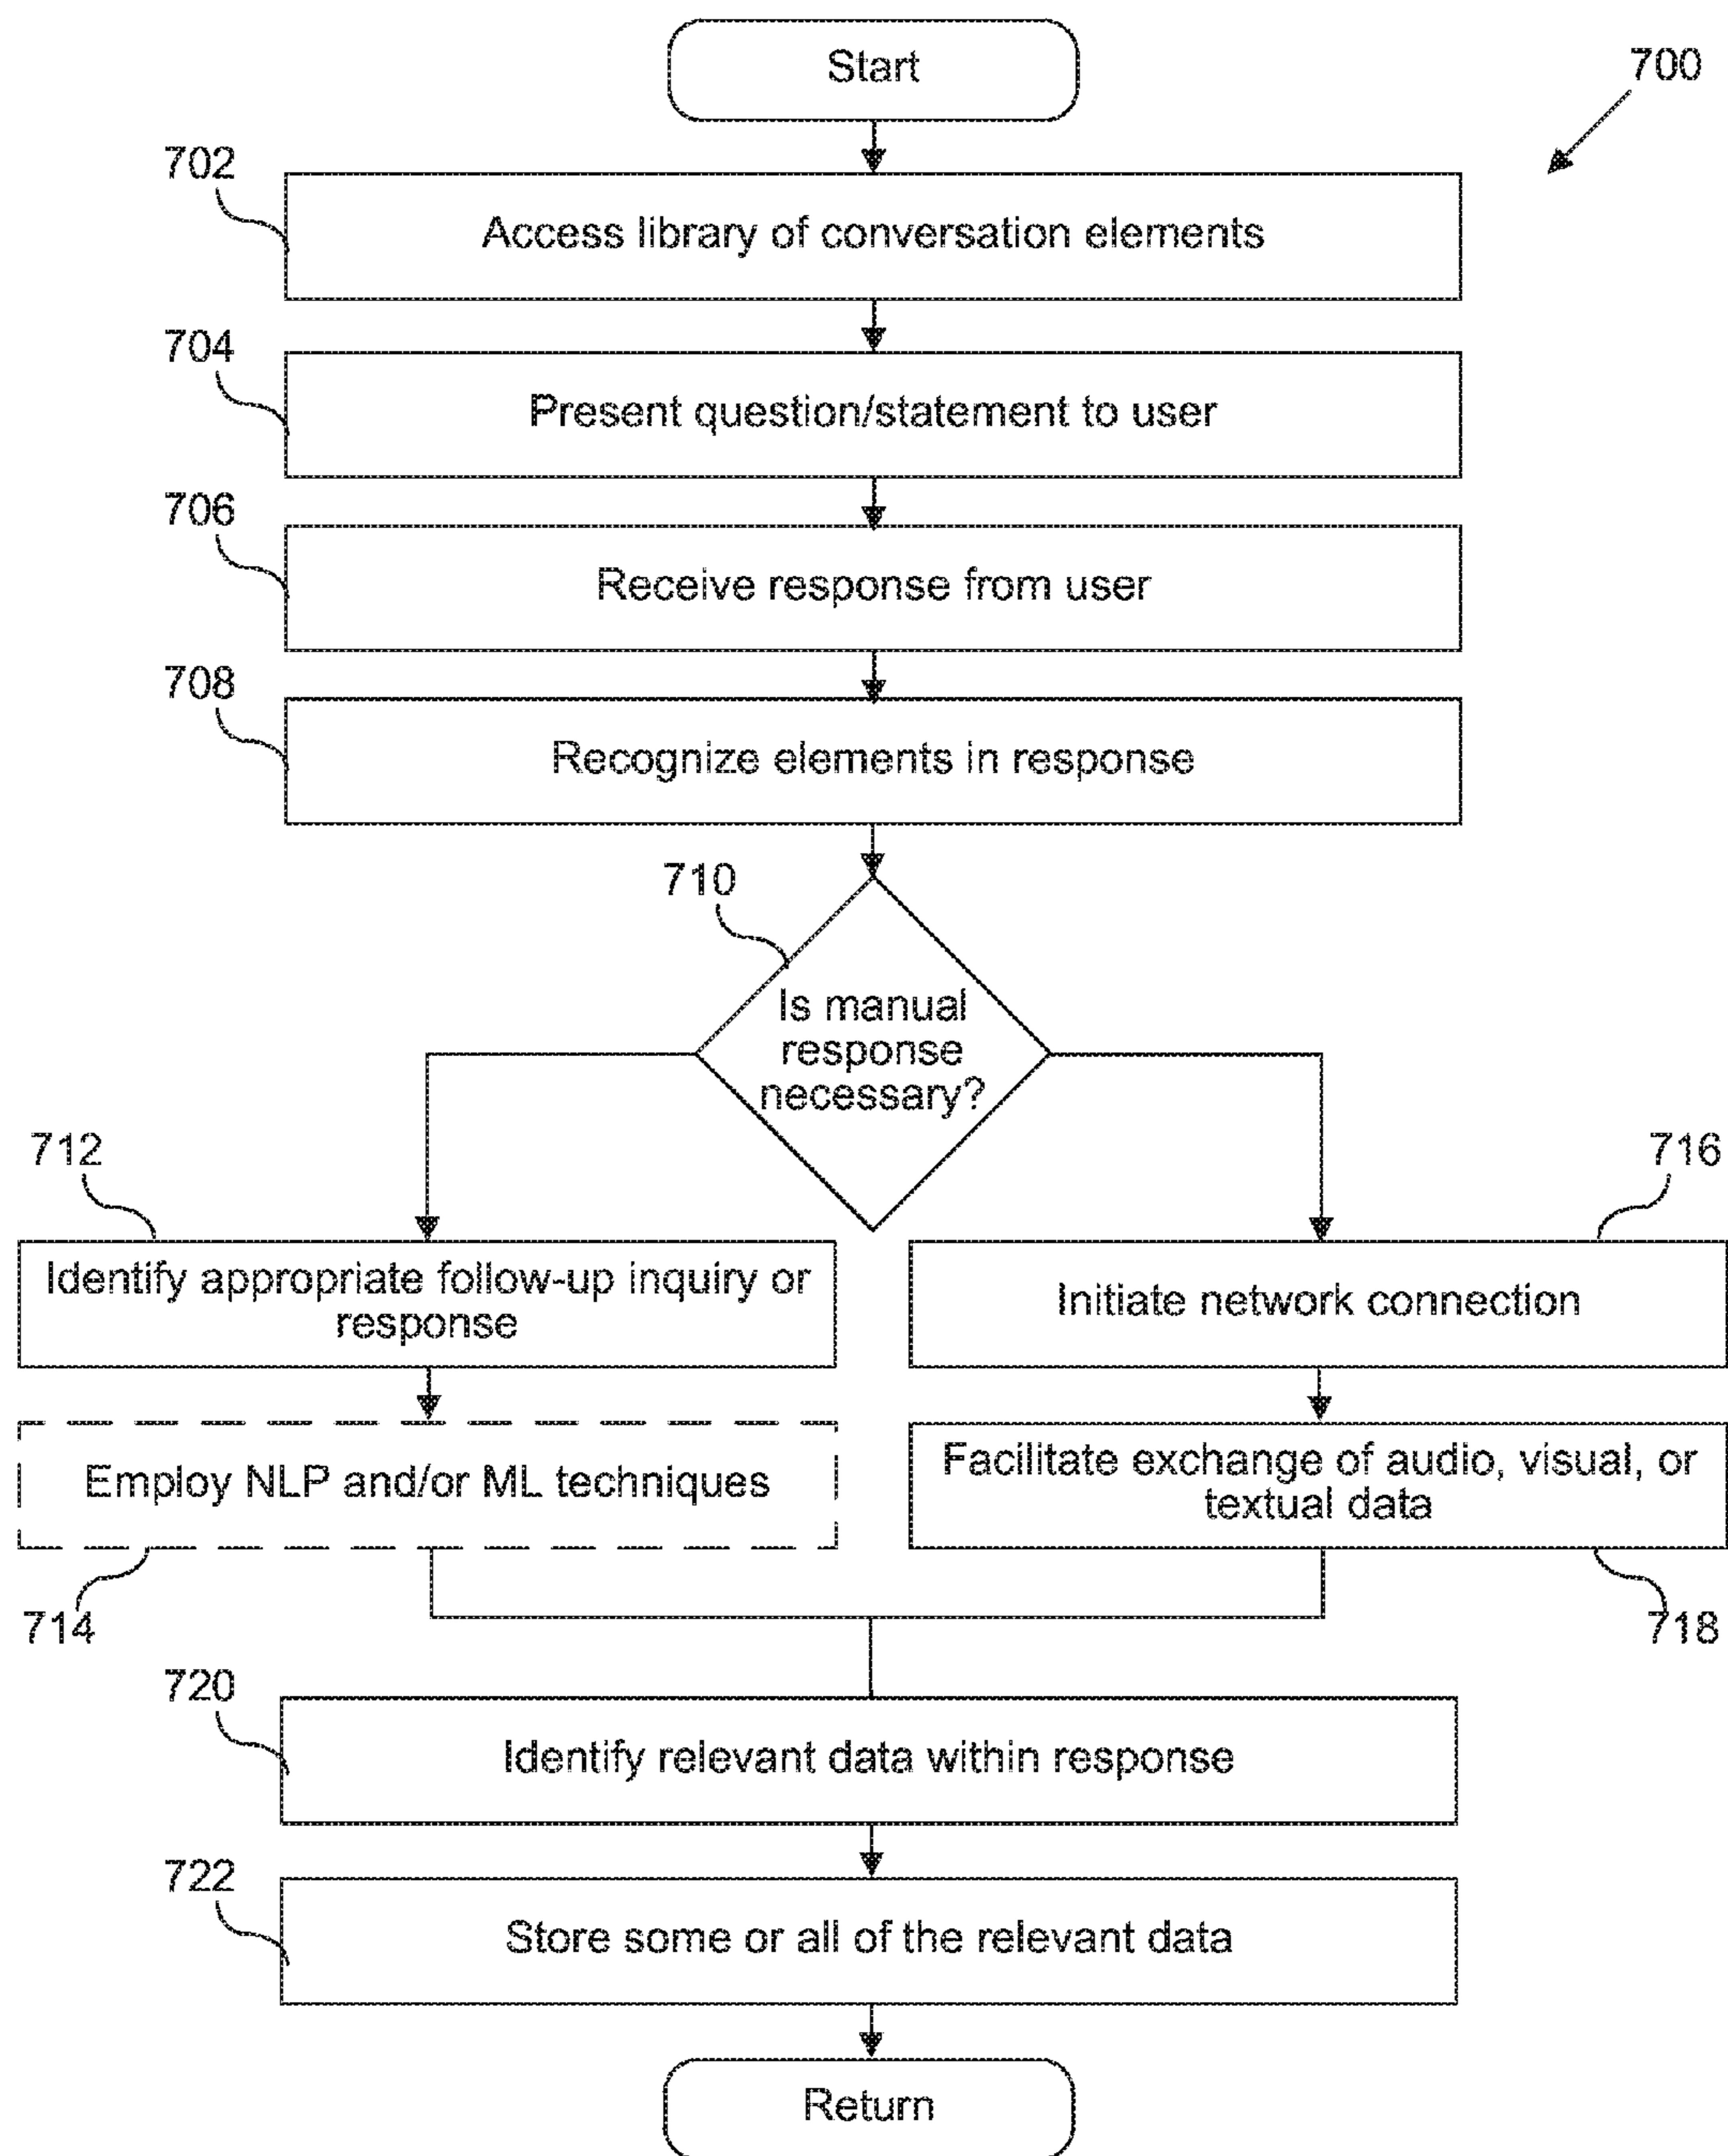 Start
700
702
Access library of conversation elements
704
Present question/statement to user
706
Receive response from user
708
Recognize elements in response
710
Is manual
response
necessary?
712
Identify appropriate follow-up inquiry or
response
716
Initiate network connection
Employ NLP and/or ML techniques
714
Facilitate exchange of audio, visual, or
textual data
718
720
Identify relevant data within response
722
Store some or all of the relevant data
Return